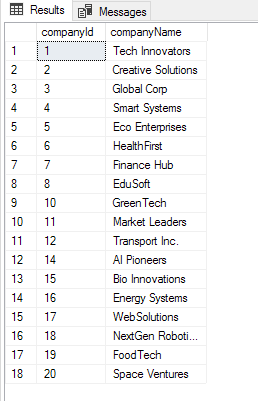 Results Messages
companyId companyName
1 1 Tech Innovators
2 2 Creative Solutions
3 3 Global Corp
4 4 Smart Systems
5 5 Eco Enterprises
6 6 HealthFirst
7 7 Finance Hub
8 8 EduSoft
9 10 GreenTech
10 11 Market Leaders
11 12 Transport Inc.
12 14 AI Pioneers
13 15 Bio Innovations
14 16 Energy Systems
15 17 WebSolutions
16 18 NextGen Roboti...
17 19 FoodTech
18 20 Space Ventures